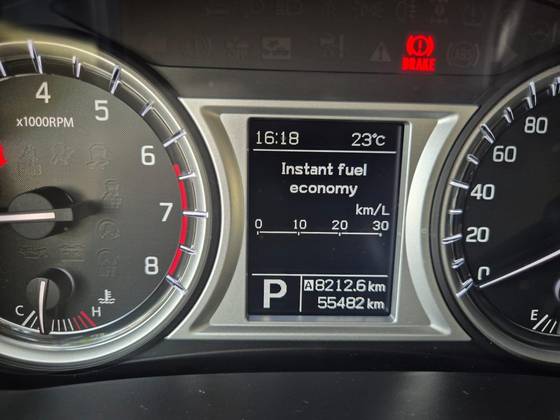 4
5
x1000RPM
6
7
8
C
H
16:18 23°C
Instant fuel
economy
km/L
0 10 20 30
P
A 8212.6 km
55482 km
BRAKE
80
60
40
20
0
E